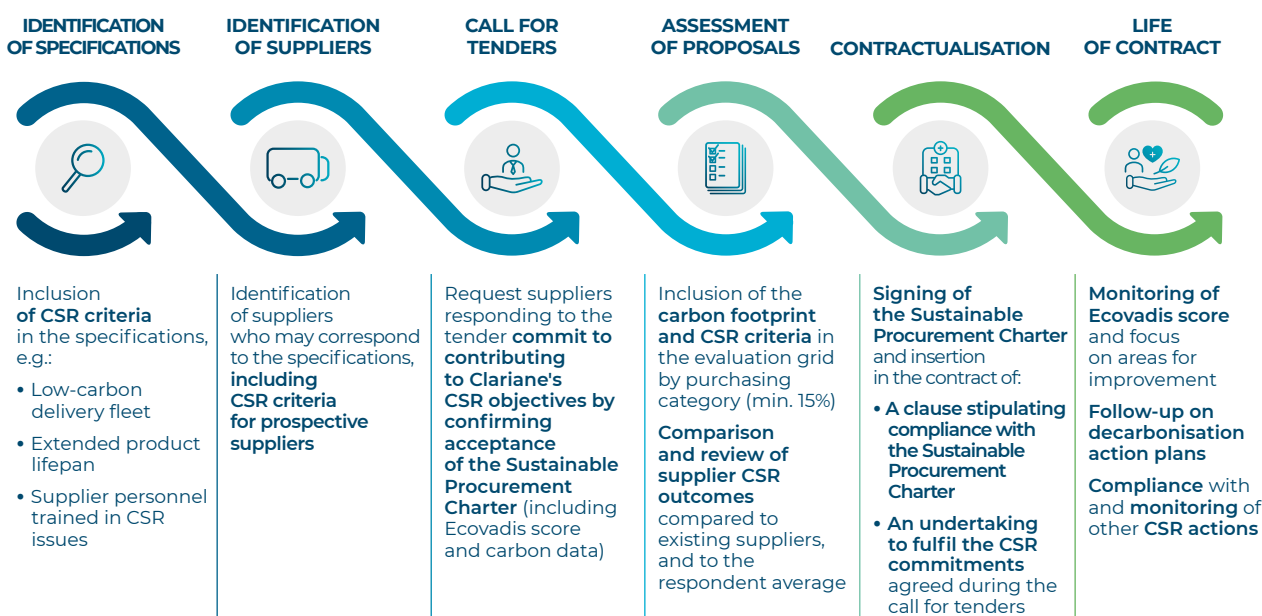 IDENTIFICATION
OF SPECIFICATIONS
Inclusion
of CSR criteria
in the specifications,
e.g.:
• Low-carbon
delivery fleet
• Extended product
lifepan
• Supplier personnel
trained in CSR
issues
IDENTIFICATION
OF SUPPLIERS
Identification
of suppliers
who may correspond
to the specifications,
including
CSR criteria
for prospective
suppliers
CALL FOR
TENDERS
Request suppliers
responding to the
tender commit to
contributing
to Clariane's
CSR objectives by
confirming
acceptance
of the Sustainable
Procurement
Charter (including
Ecovadis score
and carbon data)
ASSESSMENT
OF PROPOSALS
Inclusion of the
carbon footprint
and CSR criteria in
the evaluation grid
by purchasing
category (min. 15%)
Comparison
and review of
supplier CSR
outcomes
compared to
existing suppliers,
and to the
respondent average
CONTRACTUALISATION
Signing of
the Sustainable
Procurement Charter
and insertion
in the contract of:
• A clause stipulating
compliance with
the Sustainable
Procurement
Charter
• An undertaking
to fulfil the CSR
commitments
agreed during the
call for tenders
LIFE
OF CONTRACT
Monitoring of
Ecovadis score
and focus
on areas for
improvement
Follow-up on
decarbonisation
action plans
Compliance with
and monitoring of
other CSR actions